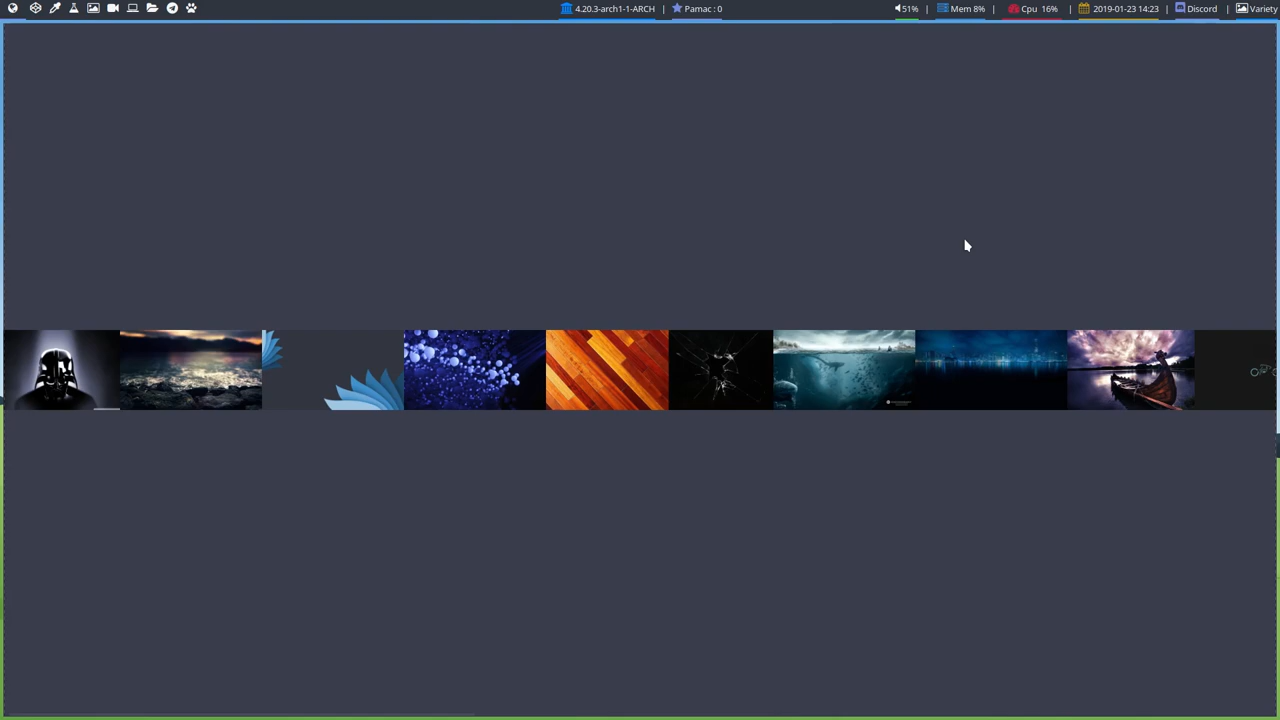 4.20.3-arch1-1-ARCH | Pamac : 0 51% | Mem 8% | Cpu 16% | 2019-01-23 14:23 | Discord | Variety